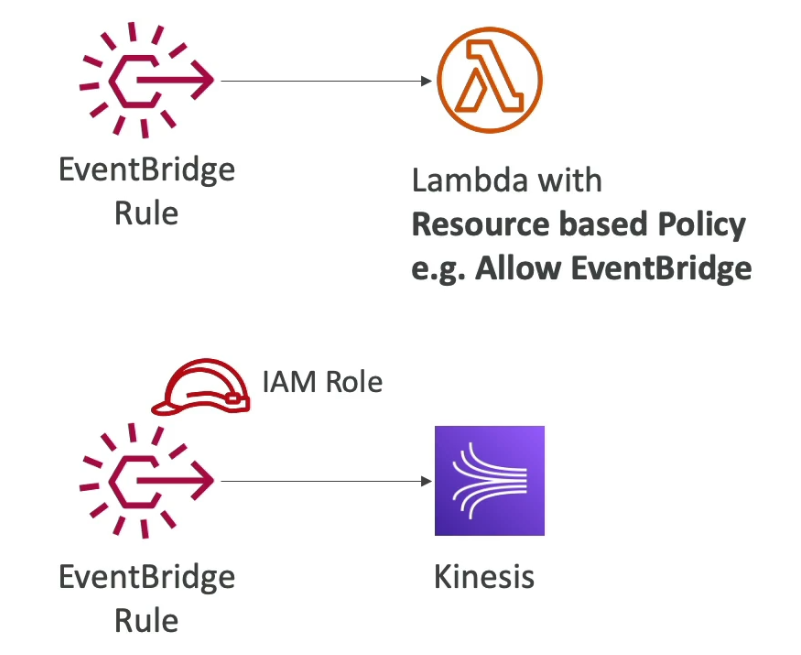 EventBridge
Rule
Lambda with
Resource based Policy
e.g. Allow EventBridge
IAM Role
EventBridge
Rule
Kinesis